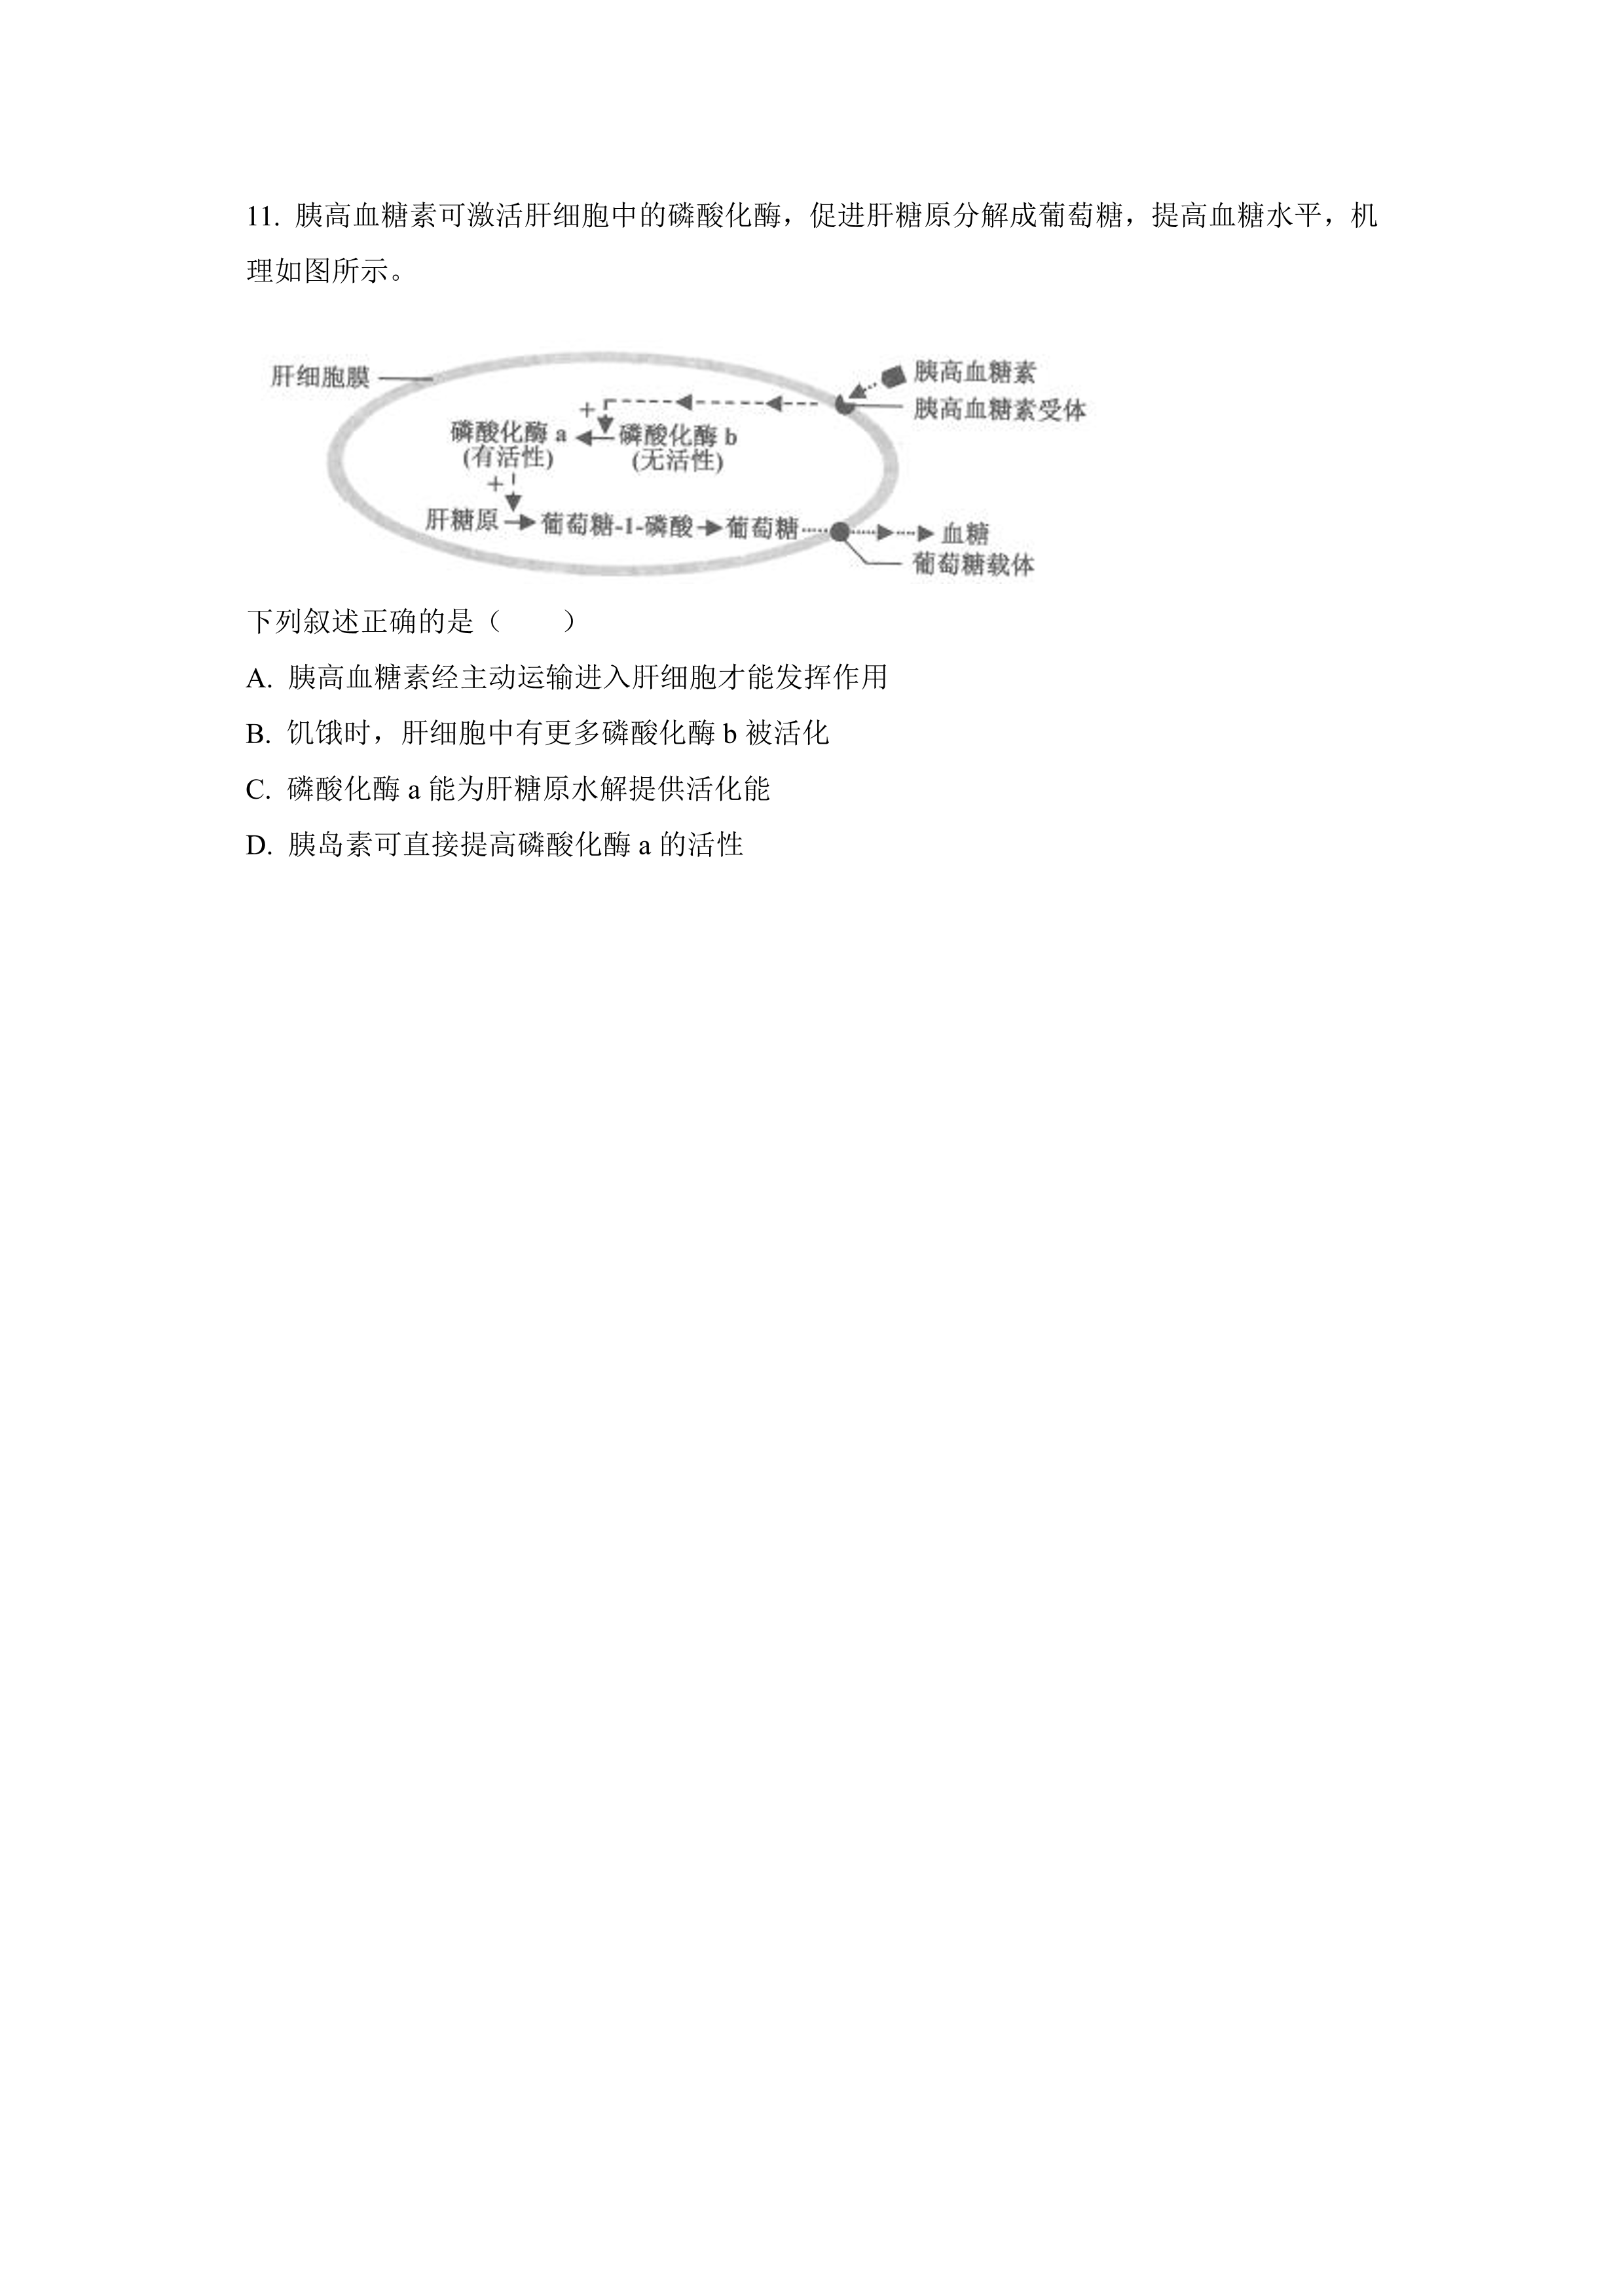 11. 胰高血糖素可激活肝细胞中的磷酸化酶，促进肝糖原分解成葡萄糖，提高血糖水平，机
理如图所示。
肝细胞膜
胰高血糖素
胰高血糖素受体
+
磷酸化酶 a
磷酸化酶 b
(有活性)
(无活性)
+
肝糖原
葡萄糖-1-磷酸
葡萄糖
血糖
葡萄糖载体
下列叙述正确的是（　　）
A. 胰高血糖素经主动运输进入肝细胞才能发挥作用
B. 饥饿时，肝细胞中有更多磷酸化酶 b 被活化
C. 磷酸化酶 a 能为肝糖原水解提供活化能
D. 胰岛素可直接提高磷酸化酶 a 的活性